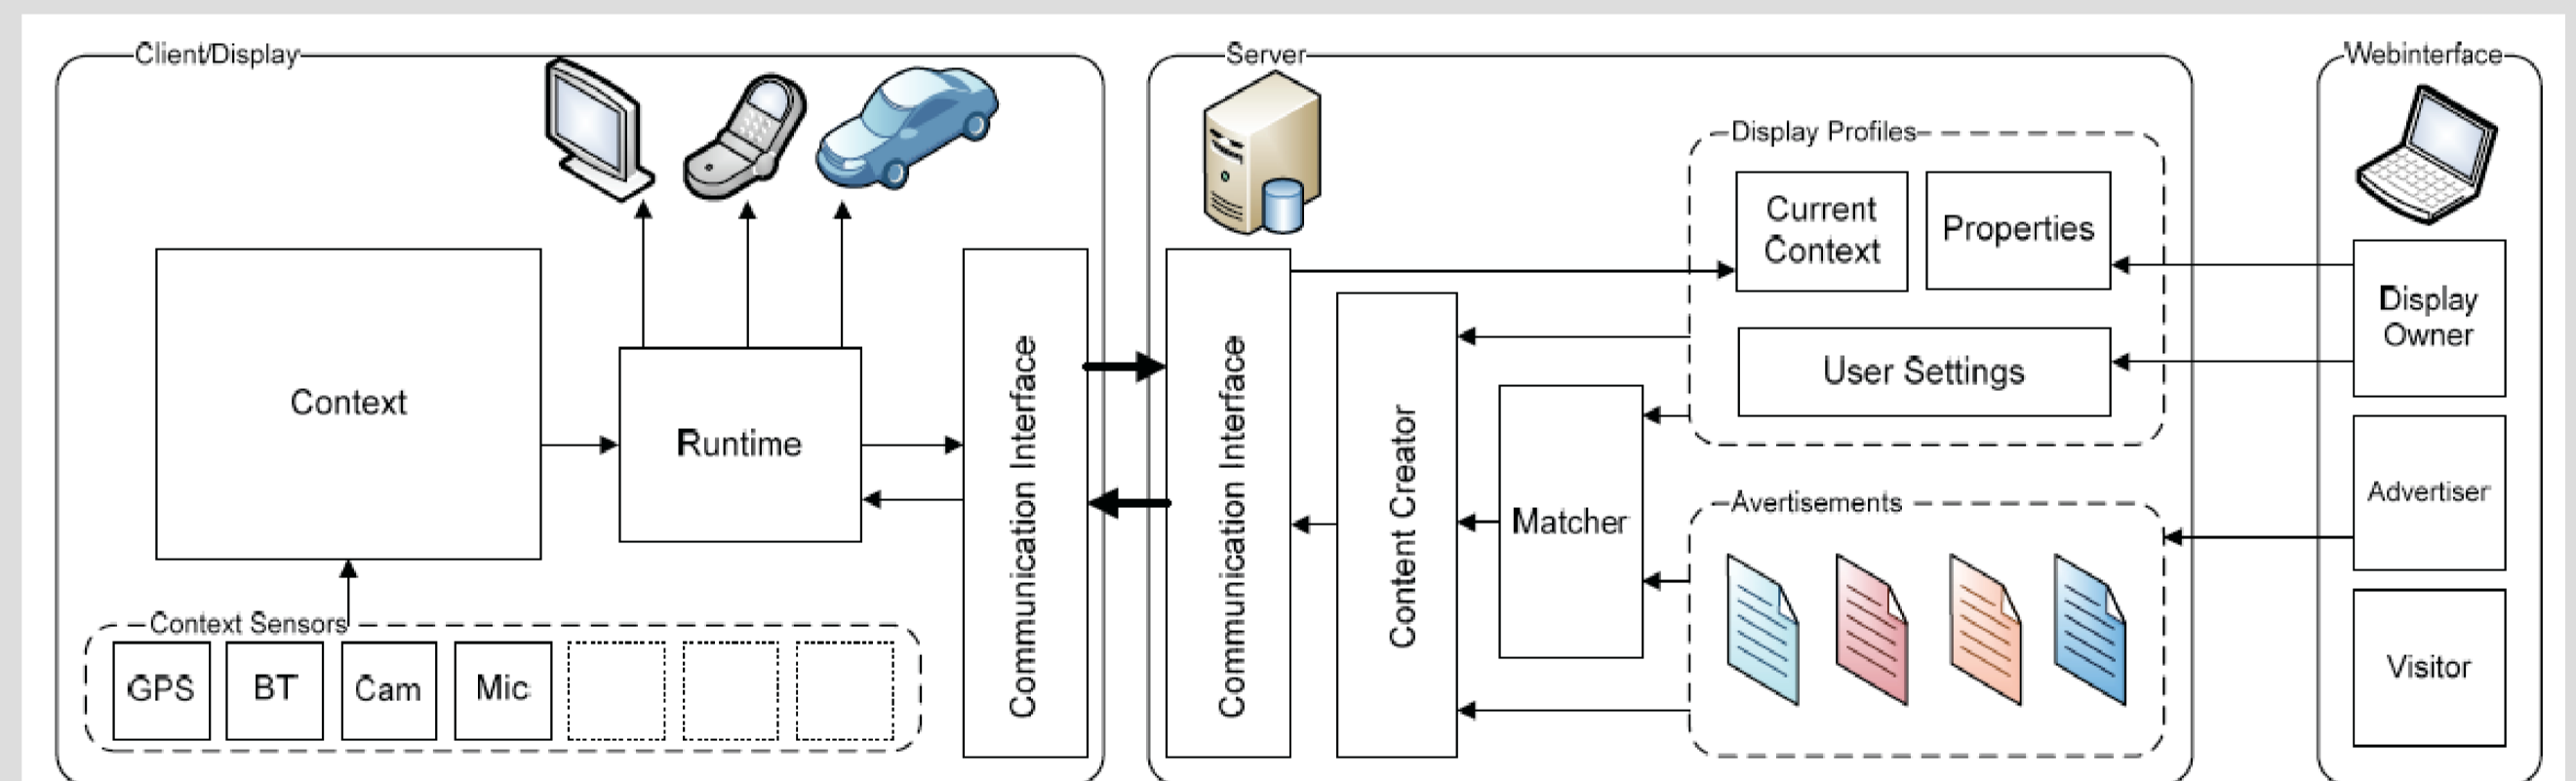 Client/Display
Context
Runtime
Communication Interface
Context Sensors
GPS
BT
Cam
Mic
Server
Communication Interface
Content Creator
Matcher
Display Profiles
Current
Context
Properties
User Settings
Avertisements
Webinterface
Display
Owner
Advertiser
Visitor